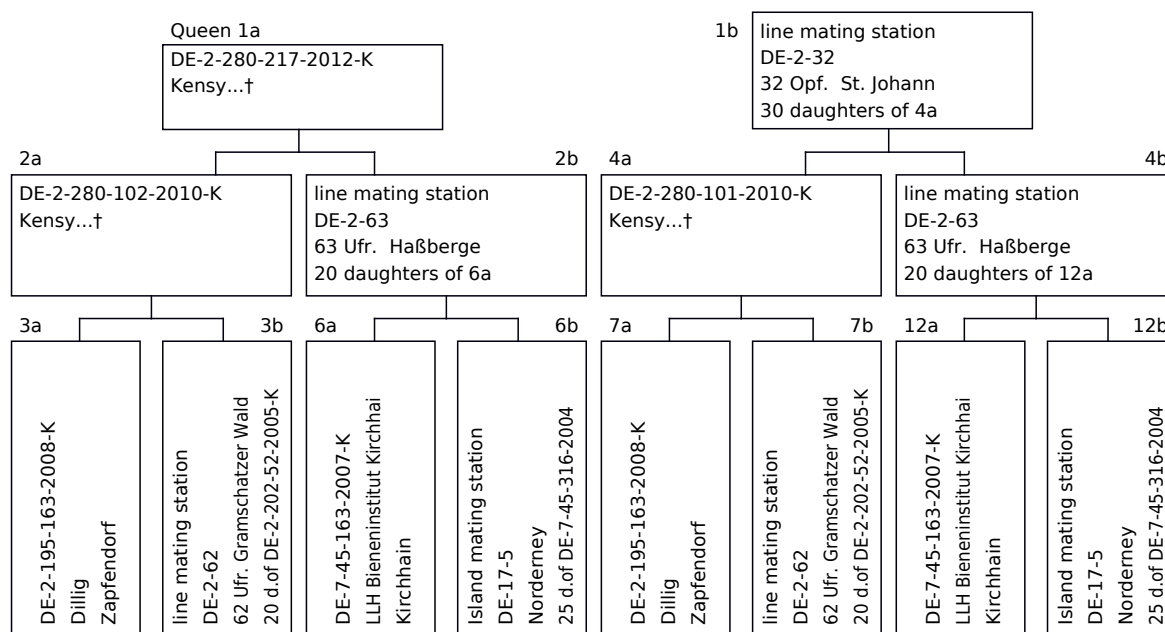 Queen 1a
DE-2-280-217-2012-K
Kensy...†
1b
line mating station
DE-2-32
32 Opf.  St. Johann
30 daughters of 4a
2a
DE-2-280-102-2010-K
Kensy...†
2b
line mating station
DE-2-63
63 Ufr.  Haßberge
20 daughters of 6a
4a
DE-2-280-101-2010-K
Kensy...†
4b
line mating station
DE-2-63
63 Ufr.  Haßberge
20 daughters of 12a
3a
DE-2-195-163-2008-K
Dillig
Zapfendorf
3b
line mating station
DE-2-62
62 Ufr.  Gramschatzer Wald
20 d.of DE-2-202-52-2005-K
6a
DE-7-45-163-2007-K
LLH Bieneninstitut Kirchhai
Kirchhain
6b
Island mating station
DE-17-5
Norderney
25 d.of DE-7-45-316-2004
7a
DE-2-195-163-2008-K
Dillig
Zapfendorf
7b
line mating station
DE-2-62
62 Ufr.  Gramschatzer Wald
20 d.of DE-2-202-52-2005-K
12a
DE-7-45-163-2007-K
LLH Bieneninstitut Kirchhai
Kirchhain
12b
Island mating station
DE-17-5
Norderney
25 d.of DE-7-45-316-2004